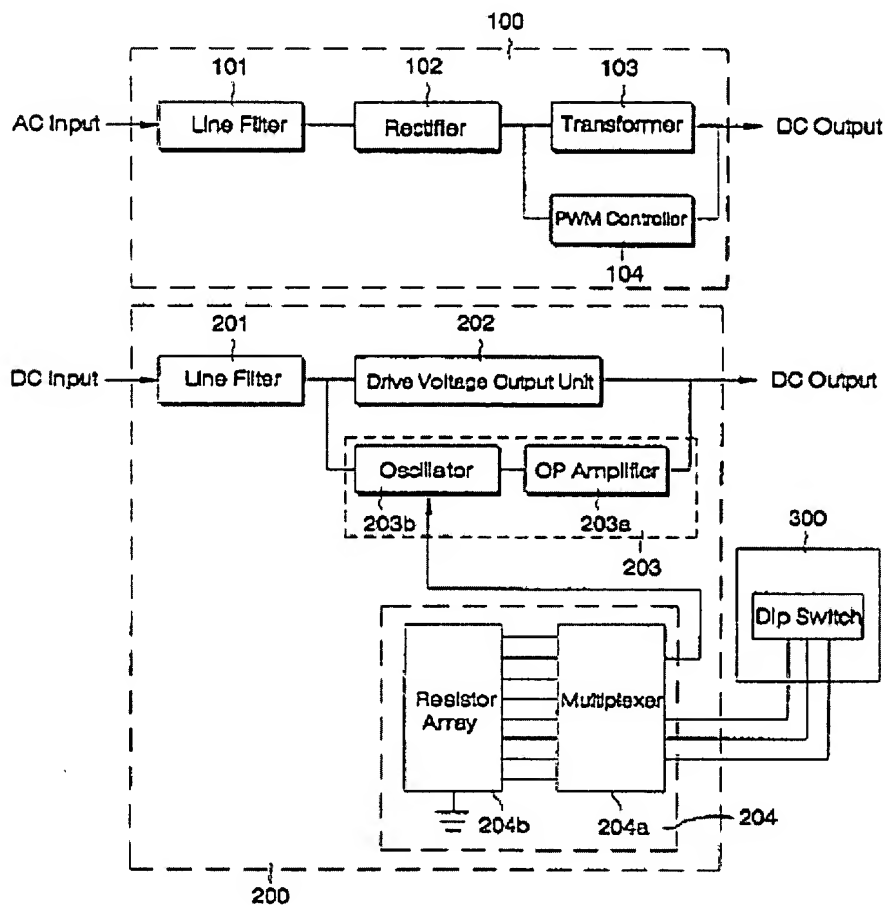 100
101
102
103
AC Input
Line Filter
Rectifier
Transformer
DC Output
PWM Controller
104
201
202
DC Input
Line Filter
Drive Voltage Output Unit
DC Output
Oscillator
OP Amplifier
203b
203a
203
300
Dip Switch
Resistor
Array
Multiplexer
204b
204a
204
200